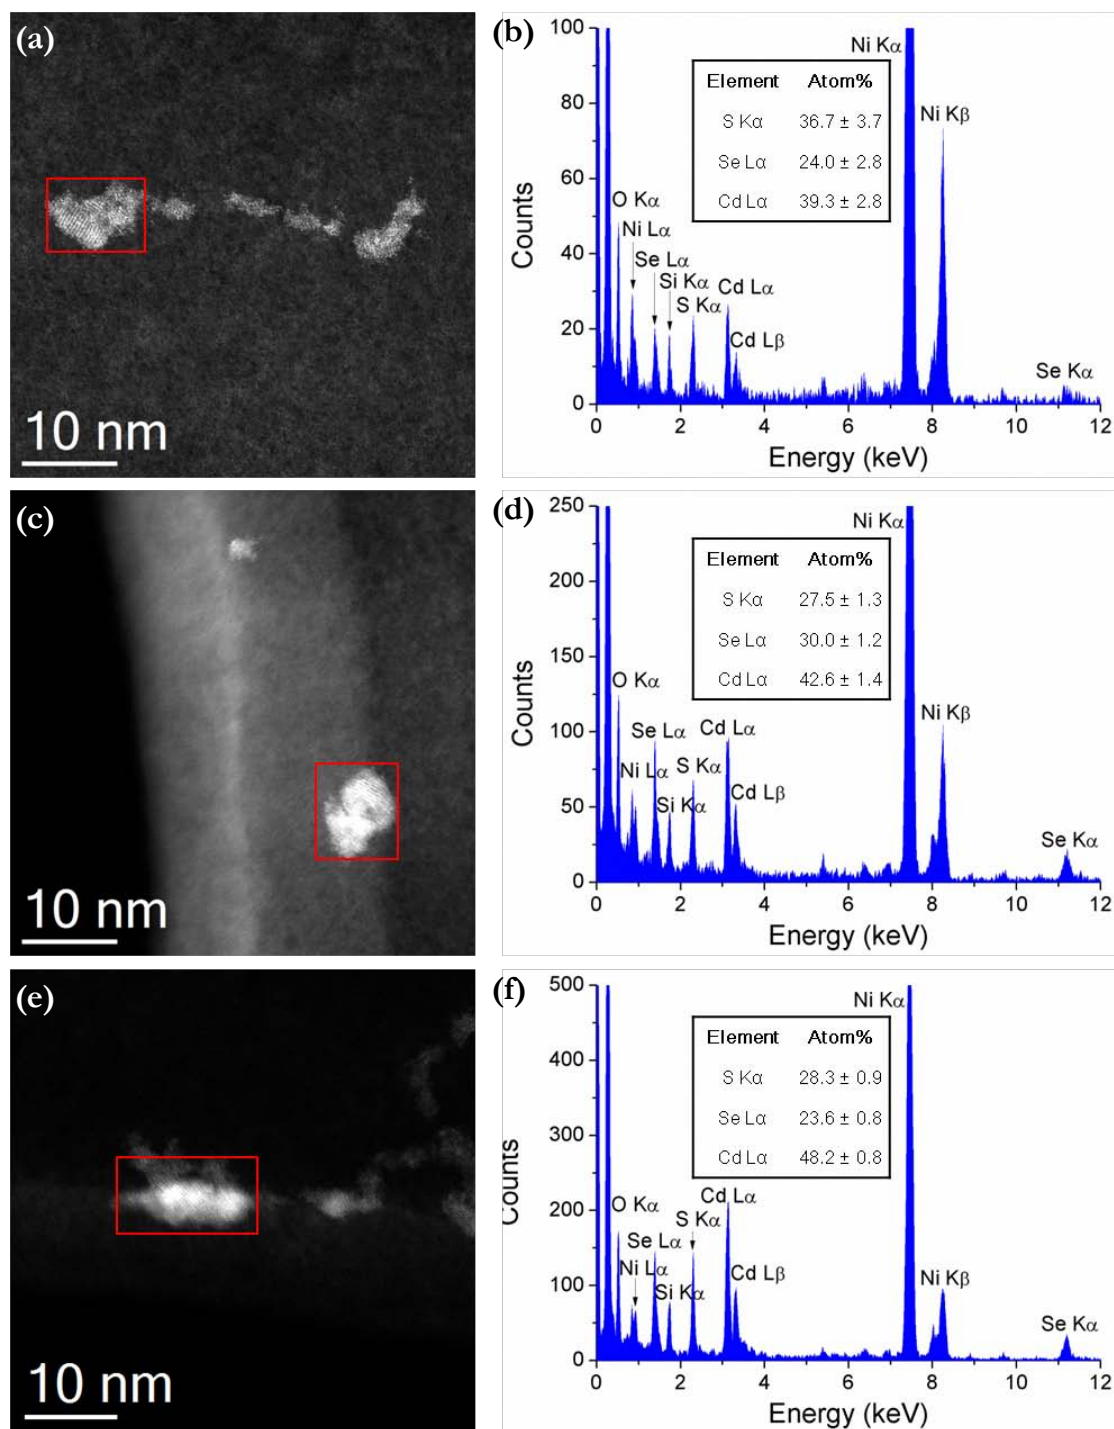 (a)
10 nm
(b)
100
80
60
40
20
0
Counts
Ni Kα
Ni Kβ
O Kα
Ni Lα
Se Lα
Si Kα
S Kα
Cd Lα
Cd Lβ
Se Kα
Element Atom%
S Kα 36.7 ± 3.7
Se Lα 24.0 ± 2.8
Cd Lα 39.3 ± 2.8
0 2 4 6 8 10 12
Energy (keV)
(c)
10 nm
(d)
250
200
150
100
50
0
Counts
Ni Kα
Element Atom%
S Kα 27.5 ± 1.3
Se Lα 30.0 ± 1.2
Cd Lα 42.6 ± 1.4
O Kα
Se Lα
Cd Lα
Ni Kβ
Ni Lα
S Kα
Si Kα
Cd Lβ
Se Kα
0 2 4 6 8 10 12
Energy (keV)
(e)
10 nm
(f)
500
400
300
200
100
0
Counts
Ni Kα
Element Atom%
S Kα 28.3 ± 0.9
Se Lα 23.6 ± 0.8
Cd Lα 48.2 ± 0.8
O Kα
Cd Lα
S Kα
Se Lα
Ni Lα
Cd Lβ
Si Kα
Ni Kβ
Se Kα
0 2 4 6 8 10 12
Energy (keV)